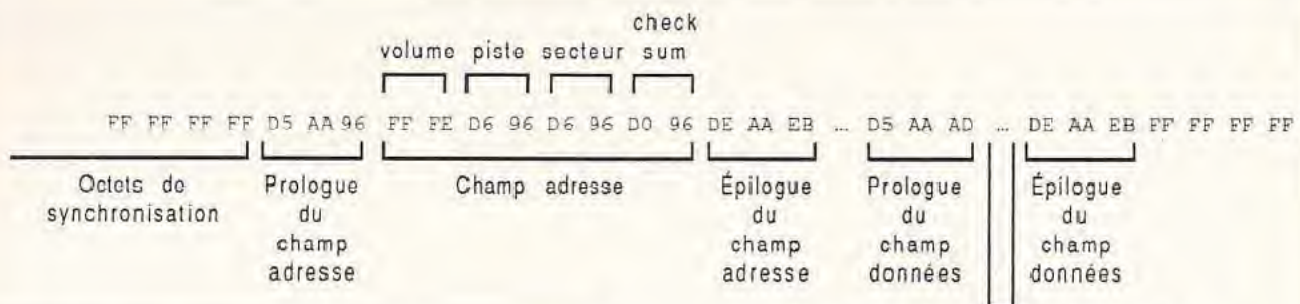 check
volume piste secteur sum
FF FF FF FF D5 AA 96 FF FE D6 96 D6 96 D0 96 DE AA EB ... D5 AA AD ... DE AA EB FF FF FF FF
Octets de synchronisation
Prologue du champ adresse
Champ adresse
Épilogue du champ adresse
Prologue du champ données
Épilogue du champ données